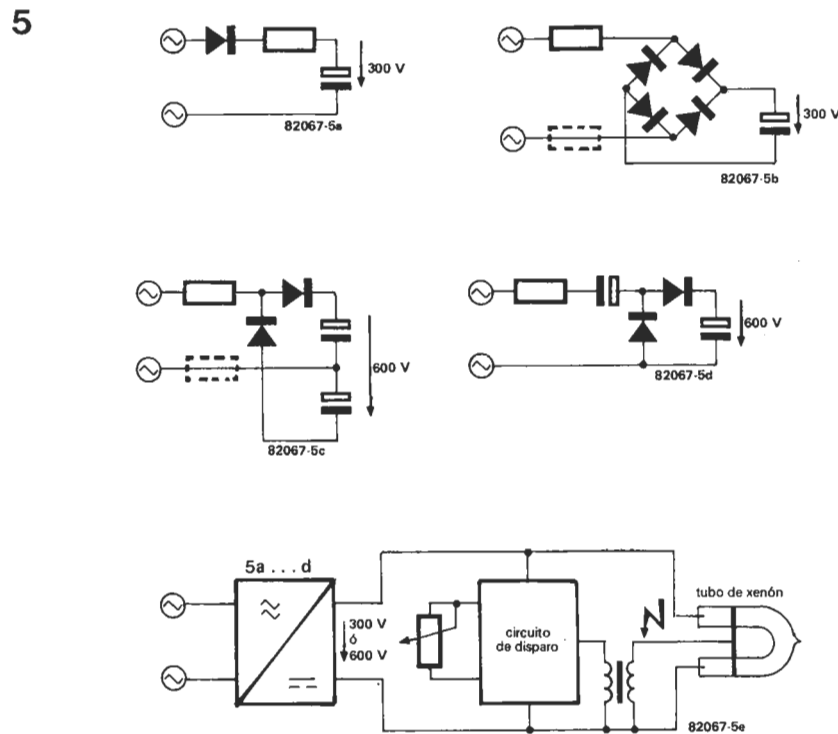 5
300 V
82067-5a
300 V
82067-5b
600 V
82067-5c
600 V
82067-5d
5a . . . d
300 V
ó
600 V
circuito
de disparo
tubo de xenón
82067-5e